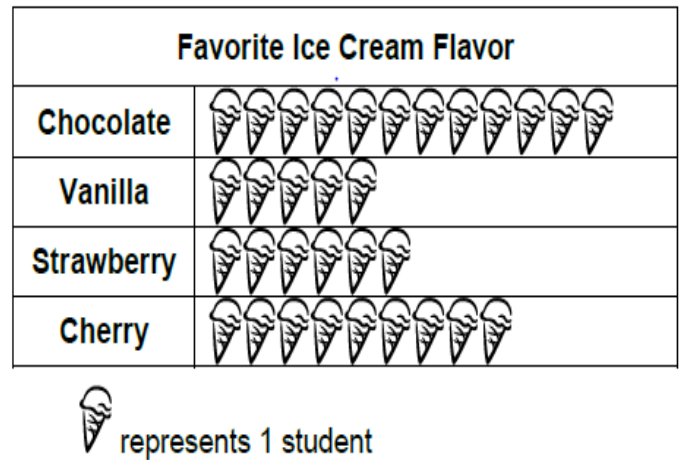 Favorite Ice Cream Flavor
Chocolate
Vanilla
Strawberry
Cherry
represents 1 student